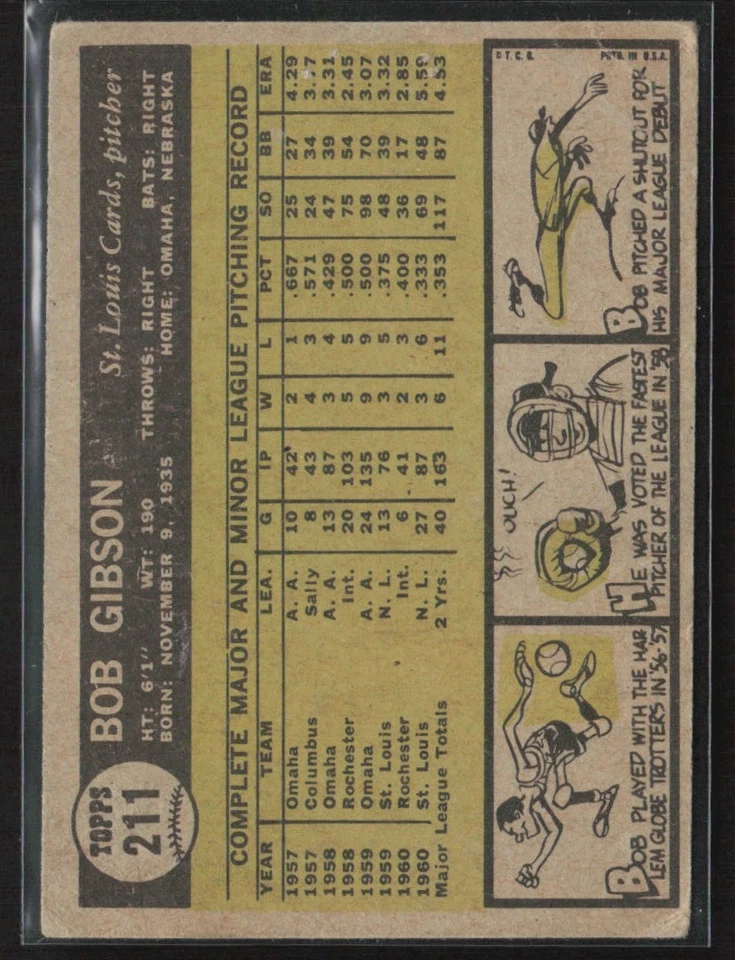 TOPPS
211
BOB GIBSON St. Louis Cards, pitcher
HT: 6'1" WT: 190 THROWS: RIGHT BATS: RIGHT
BORN: NOVEMBER 9, 1935 HOME: OMAHA, NEBRASKA
COMPLETE MAJOR AND MINOR LEAGUE PITCHING RECORD
YEAR TEAM LEA. G IP W L PCT SO BB ERA
1957 Omaha A. A. 10 42 2 1 .667 25 27 4.29
1957 Columbus Sally 8 43 4 3 .571 24 34 3.77
1958 Omaha A. A. 13 87 3 4 .429 47 39 3.31
1958 Rochester Int. 20 103 5 5 .500 75 54 2.45
1959 Omaha A. A. 24 135 9 9 .500 98 70 3.07
1959 St. Louis N. L. 13 76 3 5 .375 48 39 3.32
1960 Rochester Int. 6 41 2 3 .400 36 17 2.85
1960 St. Louis N. L. 27 87 3 6 .333 69 48 5.59
Major League Totals 2 Yrs. 40 163 6 11 .353 117 87 4.53
BOB PLAYED WITH THE HAR
LEM GLOBE TROTTERS IN '56-'57
OUCH!
HE WAS VOTED THE FASTEST
PITCHER OF THE LEAGUE IN '58
© T. C. G. PRTD. IN U.S.A.
BOB PITCHED A SHUTOUT FOR
HIS MAJOR LEAGUE DEBUT